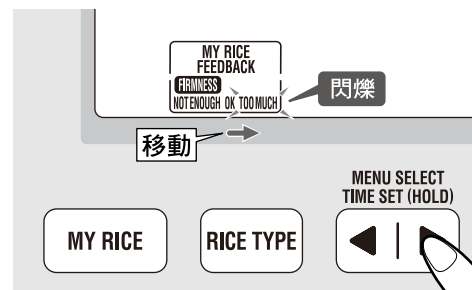 MY RICE
FEEDBACK
FIRMNESS
NOT ENOUGH OK TOO MUCH
閃爍
移動
MENU SELECT
TIME SET (HOLD)
MY RICE
RICE TYPE